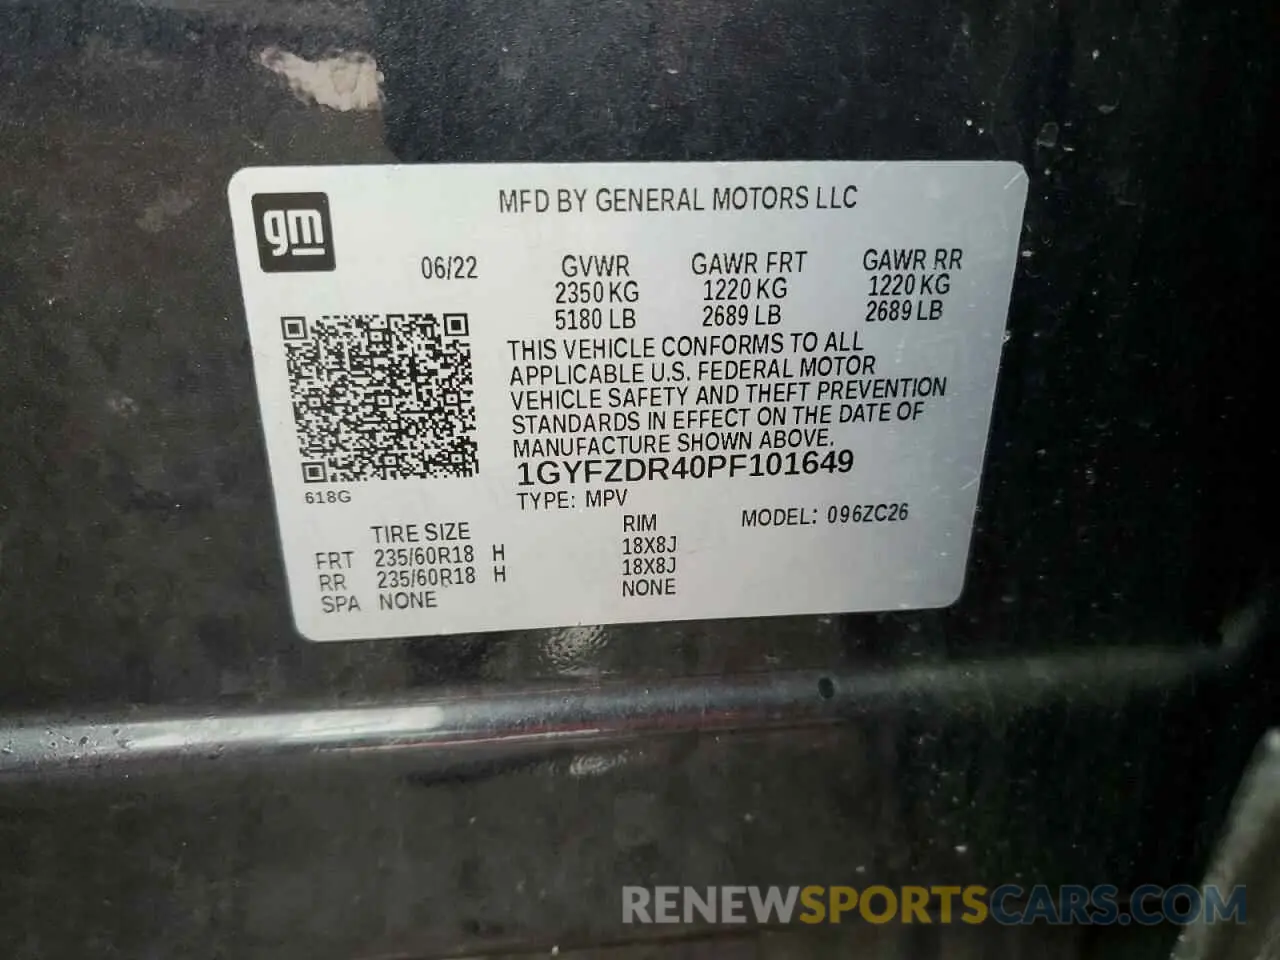 gm
MFD BY GENERAL MOTORS LLC
06/22
GVWR GAWR FRT GAWR RR
2350 KG 1220 KG 1220 KG
5180 LB 2689 LB 2689 LB
THIS VEHICLE CONFORMS TO ALL
APPLICABLE U.S. FEDERAL MOTOR
VEHICLE SAFETY AND THEFT PREVENTION
STANDARDS IN EFFECT ON THE DATE OF
MANUFACTURE SHOWN ABOVE.
1GYFZDR40PF101649
618G
TYPE: MPV
MODEL: 096ZC26
TIRE SIZE RIM
FRT 235/60R18 H 18X8J
RR 235/60R18 H 18X8J
SPA NONE NONE
RENEWSPORTSCARS.COM